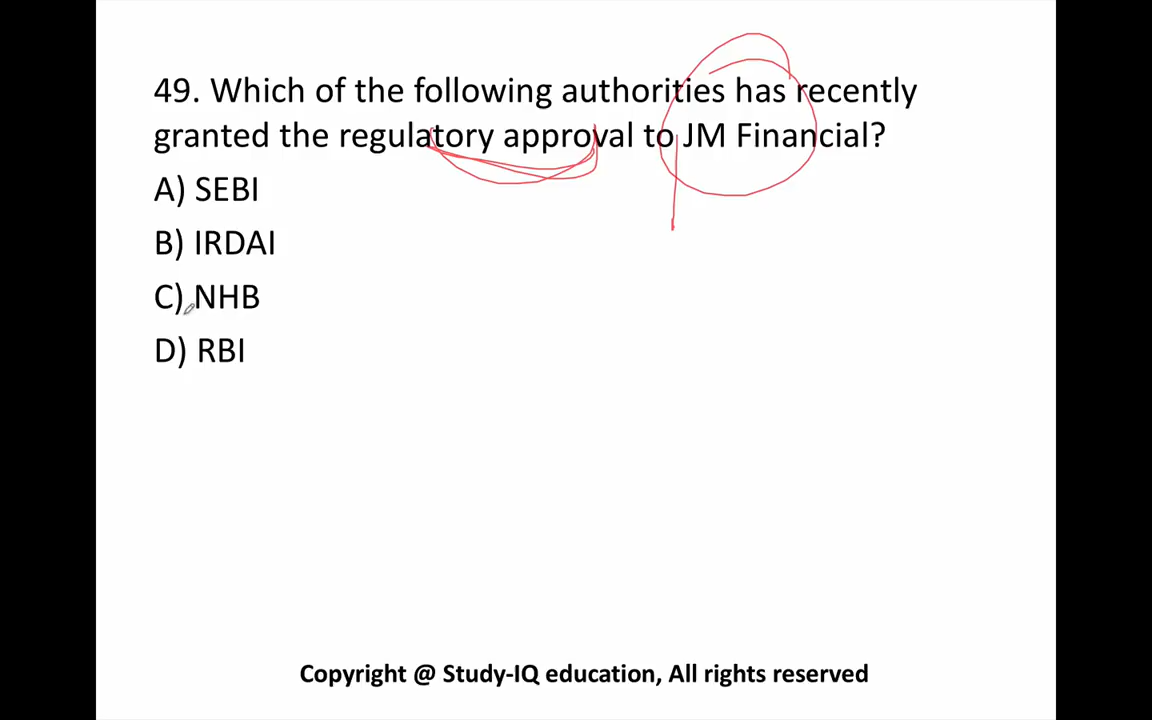 49. Which of the following authorities has recently
granted the regulatory approval to JM Financial?
A) SEBI
B) IRDAI
C) NHB
D) RBI
Copyright @ Study-IQ education, All rights reserved